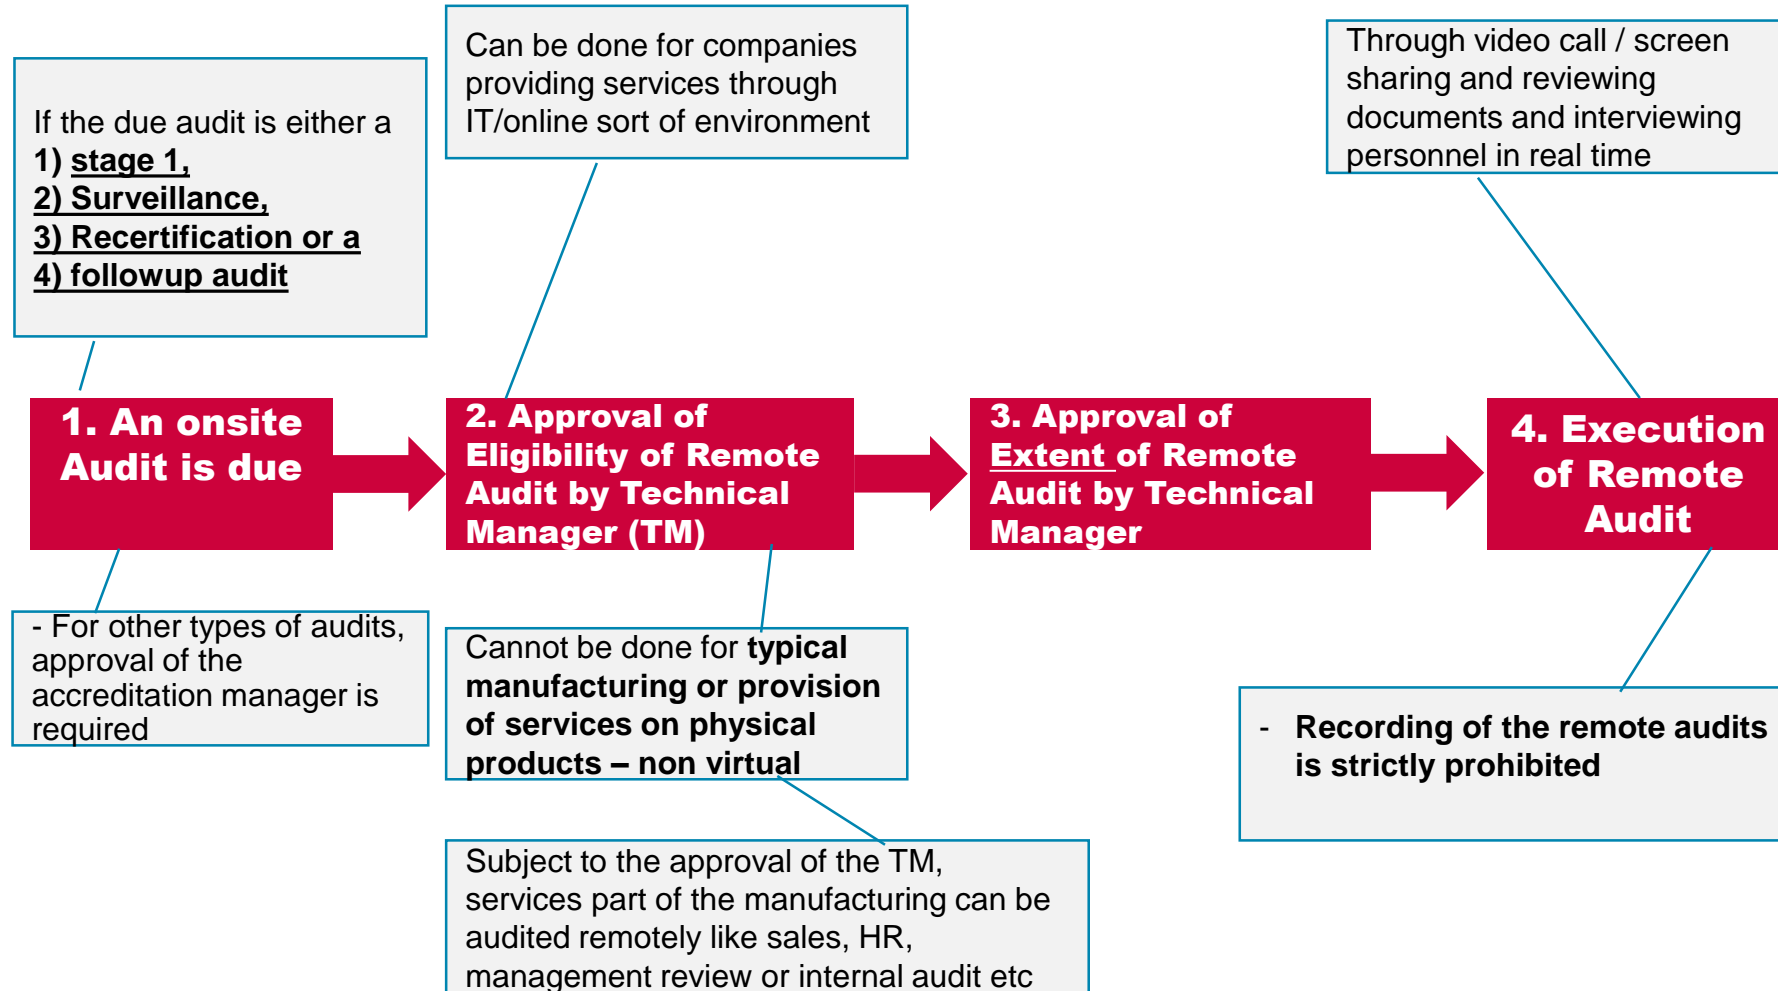 If the due audit is either a
1) stage 1,
2) Surveillance,
3) Recertification or a
4) followup audit
Can be done for companies
providing services through
IT/online sort of environment
Through video call / screen
sharing and reviewing
documents and interviewing
personnel in real time
1. An onsite
Audit is due
2. Approval of
Eligibility of Remote
Audit by Technical
Manager (TM)
3. Approval of
Extent of Remote
Audit by Technical
Manager
4. Execution
of Remote
Audit
- For other types of audits,
approval of the
accreditation manager is
required
Cannot be done for typical
manufacturing or provision
of services on physical
products – non virtual
- Recording of the remote audits
is strictly prohibited
Subject to the approval of the TM,
services part of the manufacturing can be
audited remotely like sales, HR,
management review or internal audit etc